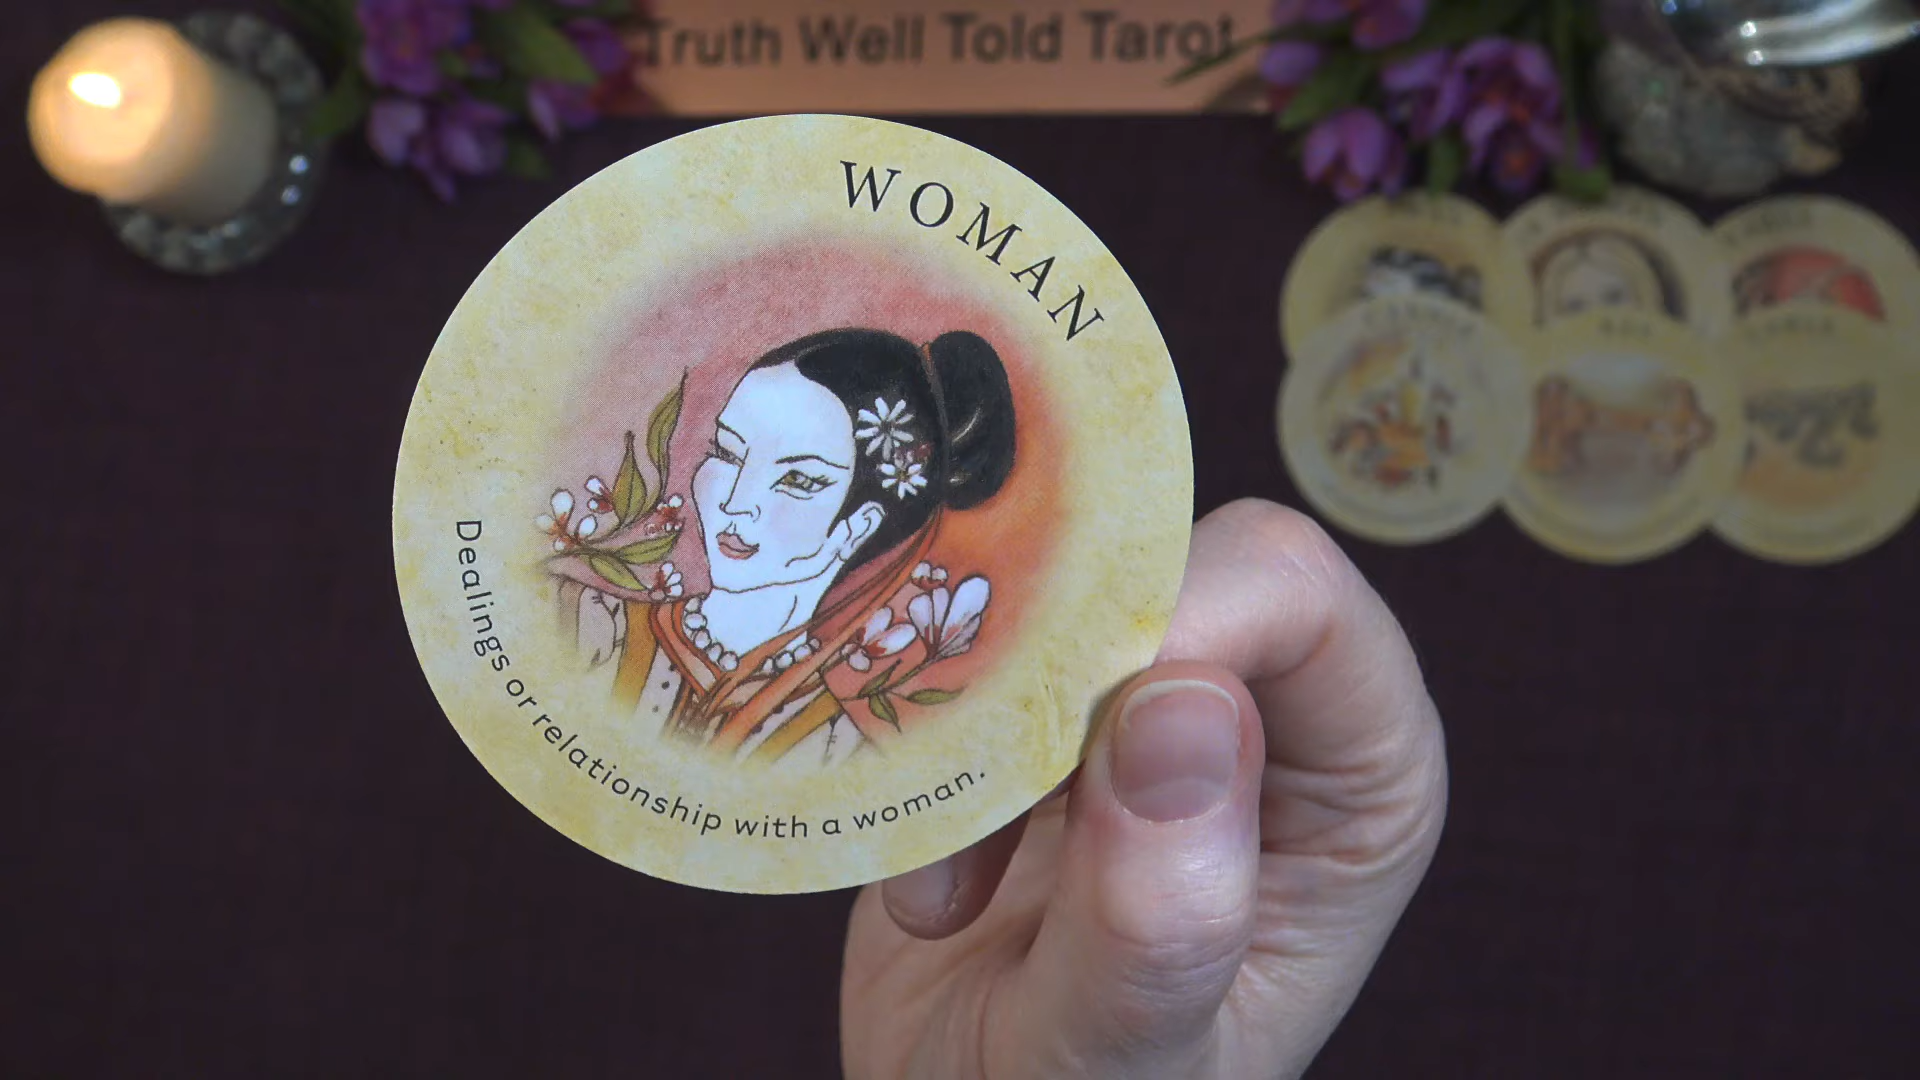 Truth Well Told Tarot
WOMAN
Dealings or relationship with a woman.